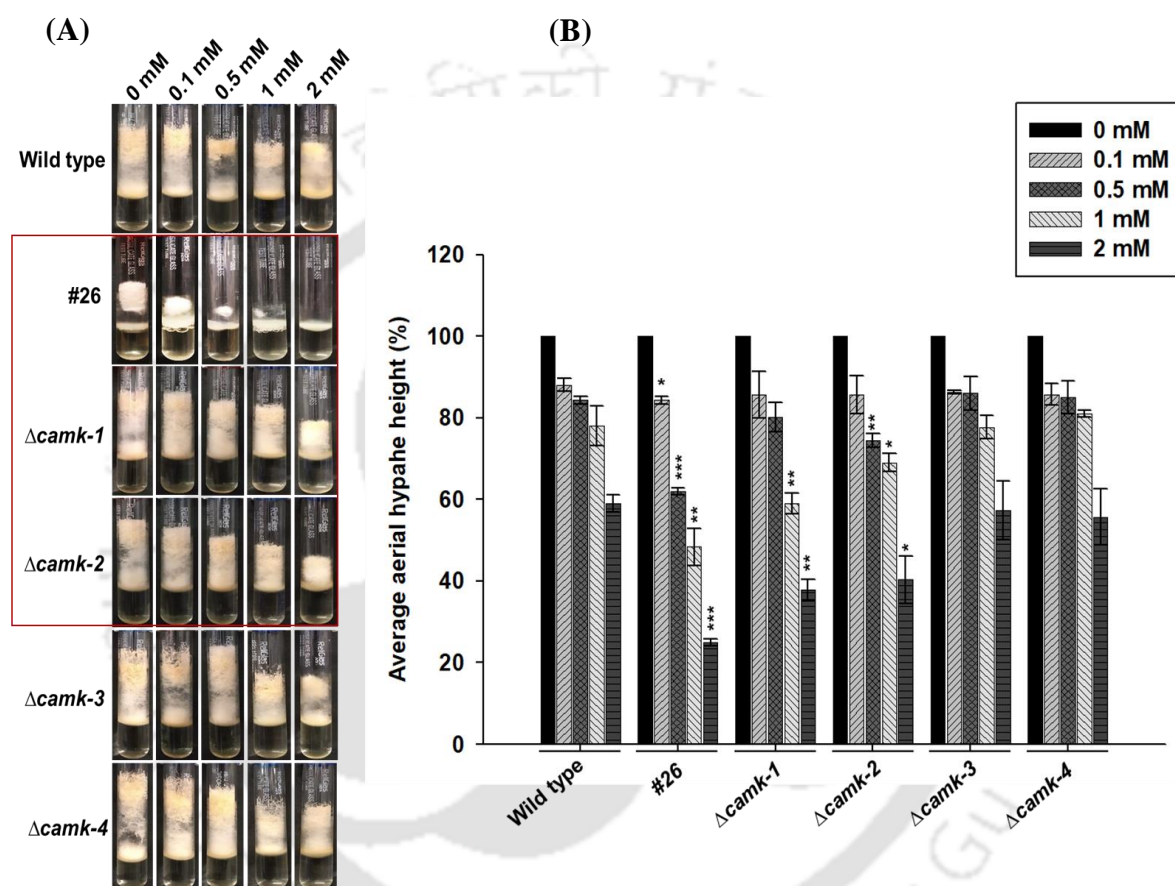 (A)
(B)
0 mM
0.1 mM
0.5 mM
1 mM
2 mM
Wild type
#26
Δcamk-1
Δcamk-2
Δcamk-3
Δcamk-4
0 mM
0.1 mM
0.5 mM
1 mM
2 mM
Average aerial hypahe height (%)
120
100
80
60
40
20
0
*
***
**
***
**
**
**
*
*
Wild type
#26
Δcamk-1
Δcamk-2
Δcamk-3
Δcamk-4